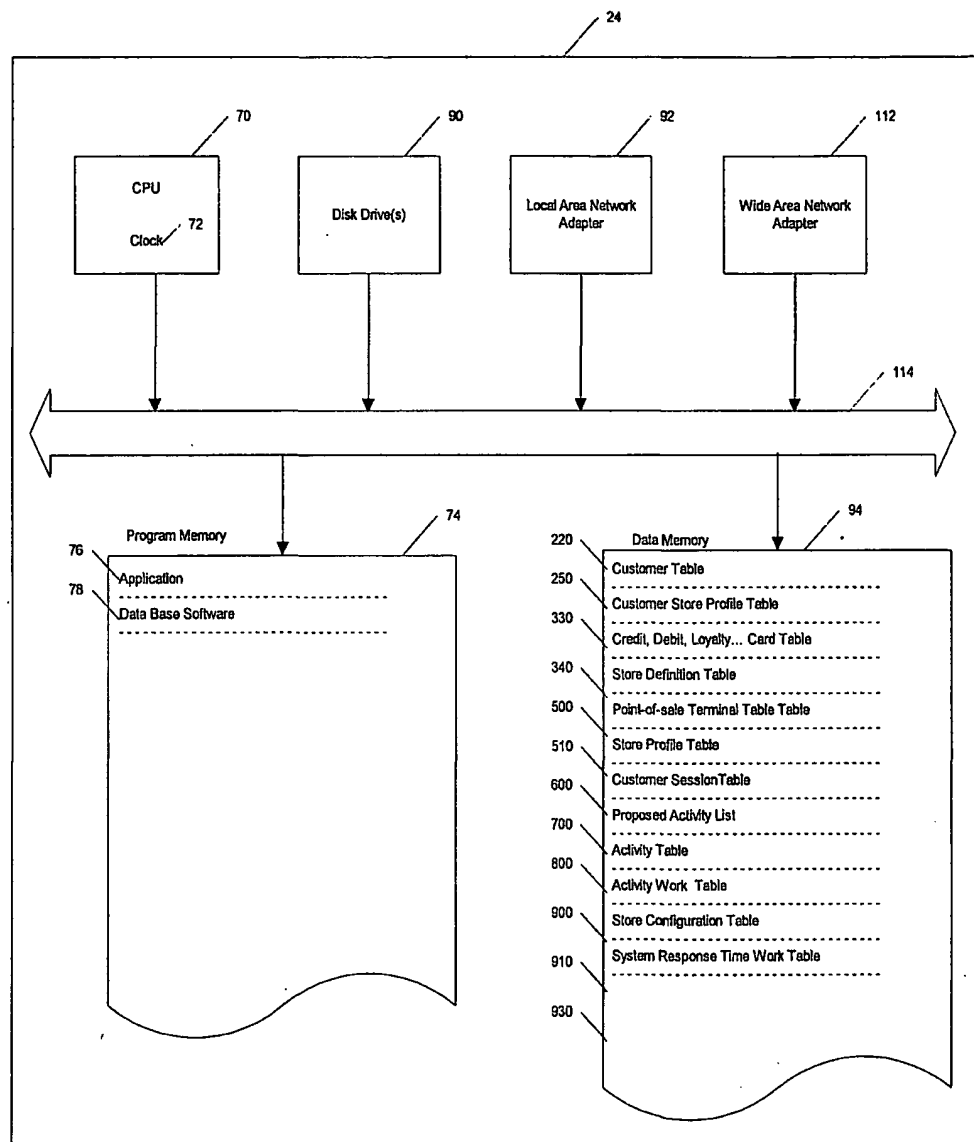 24
70
90
92
112
CPU
Clock
72
Disk Drive(s)
Local Area Network
Adapter
Wide Area Network
Adapter
114
Program Memory
74
76
Application
78
Data Base Software
Data Memory
94
220
Customer Table
250
Customer Store Profile Table
330
Credit, Debit, Loyalty... Card Table
340
Store Definition Table
500
Point-of-sale Terminal Table Table
510
Store Profile Table
600
Customer SessionTable
700
Proposed Activity List
800
Activity Table
900
Activity Work Table
910
Store Configuration Table
930
System Response Time Work Table